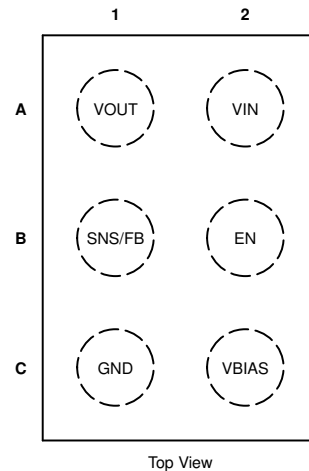 1 2
A VOUT VIN
B SNS/FB EN
C GND VBIAS
Top View